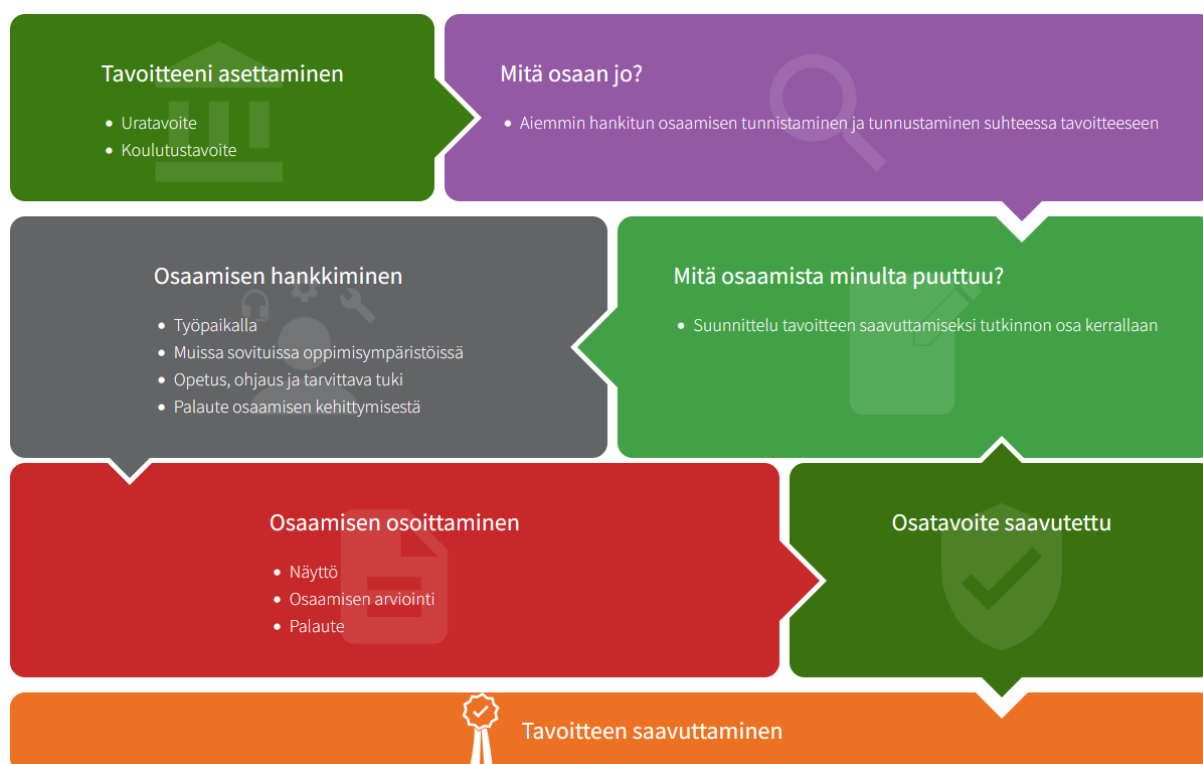 Tavoitteeni asettaminen
• Uratavoite
• Koulutustavoite
Mitä osaan jo?
• Aiemmin hankitun osaamisen tunnistaminen ja tunnustaminen suhteessa tavoitteeseen
Mitä osaamista minulta puuttuu?
• Suunnittelu tavoitteen saavuttamiseksi tutkinnon osa kerrallaan
Osaamisen hankkiminen
• Työpaikalla
• Muissa sovituissa oppimisympäristöissä
• Opetus, ohjaus ja tarvittava tuki
• Palaute osaamisen kehittymisestä
Osaamisen osoittaminen
• Näyttö
• Osaamisen arviointi
• Palaute
Osatavoite saavutettu
Tavoitteen saavuttaminen